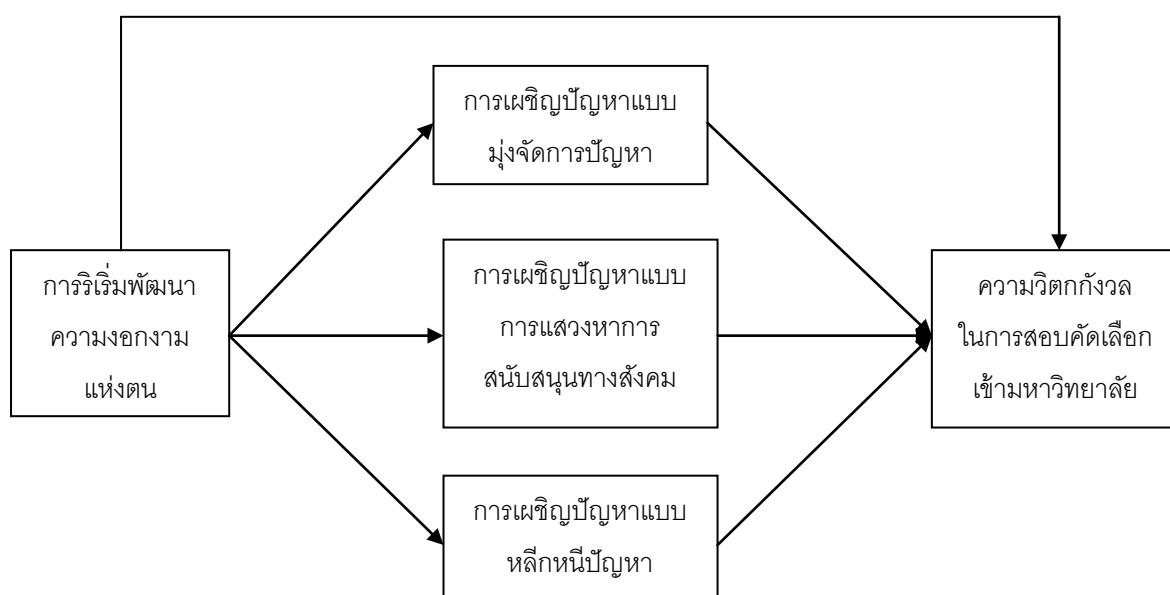 การเผชิญปัญหาแบบ
มุ่งจัดการปัญหา
การริเริ่มพัฒนา
ความงอกงาม
แห่งตน
การเผชิญปัญหาแบบ
การแสวงหาการ
สนับสนุนทางสังคม
ความวิตกกังวล
ในการสอบคัดเลือก
เข้ามหาวิทยาลัย
การเผชิญปัญหาแบบ
หลีกหนีปัญหา